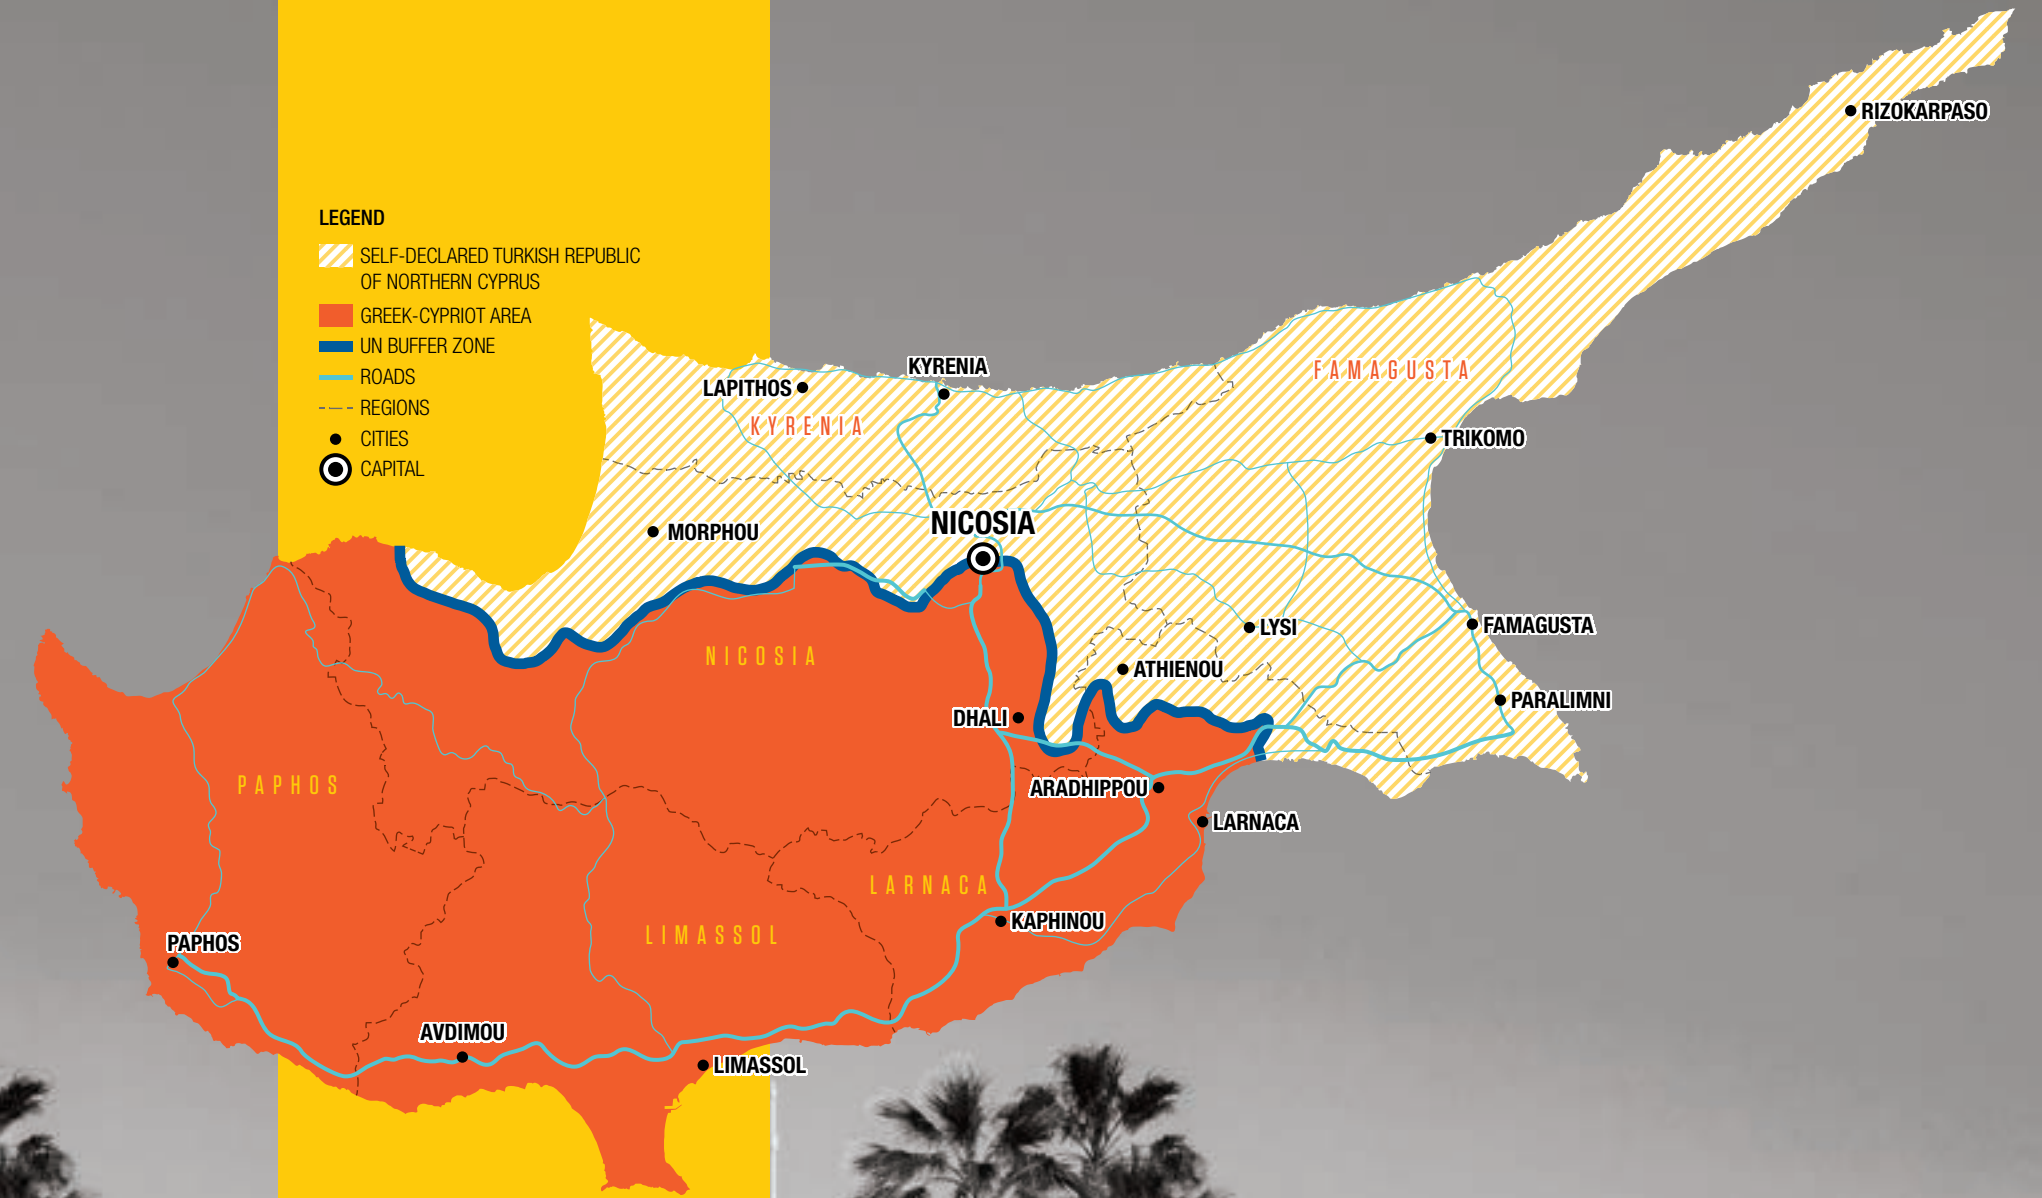 LEGEND
SELF-DECLARED TURKISH REPUBLIC
OF NORTHERN CYPRUS
GREEK-CYPRIOT AREA
UN BUFFER ZONE
ROADS
REGIONS
CITIES
CAPITAL
RIZOKARPASO
KYRENIA
FAMAGUSTA
LAPITHOS
KYRENIA
TRIKOMO
NICOSIA
MORPHOU
LYSI
FAMAGUSTA
NICOSIA
ATHIENOU
PARALIMNI
DHALI
PAPHOS
ARADHIPPOU
LARNACA
LARNACA
KAPHINOU
LIMASSOL
PAPHOS
AVDIMOU
LIMASSOL